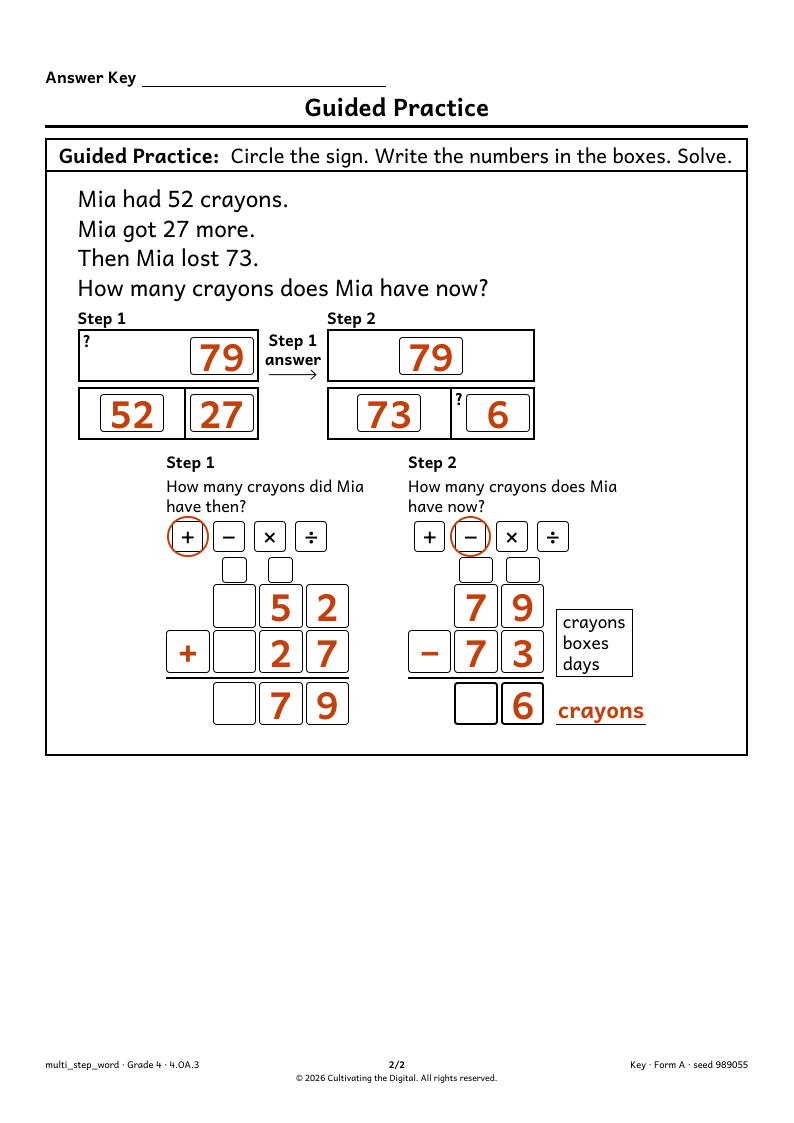 Answer Key
Guided Practice
Guided Practice: Circle the sign. Write the numbers in the boxes. Solve.
Mia had 52 crayons.
Mia got 27 more.
Then Mia lost 73.
How many crayons does Mia have now?
Step 1
Step 2
? 79
Step 1
answer
79
52 27
73 ? 6
Step 1
Step 2
How many crayons did Mia
have then?
How many crayons does Mia
have now?
+ − × ÷
+ − × ÷
5 2
7 9
+ 2 7
− 7 3
crayons
boxes
days
7 9
6 crayons
multi_step_word · Grade 4 · 4.OA.3
2/2
Key · Form A · seed 989055
© 2026 Cultivating the Digital. All rights reserved.